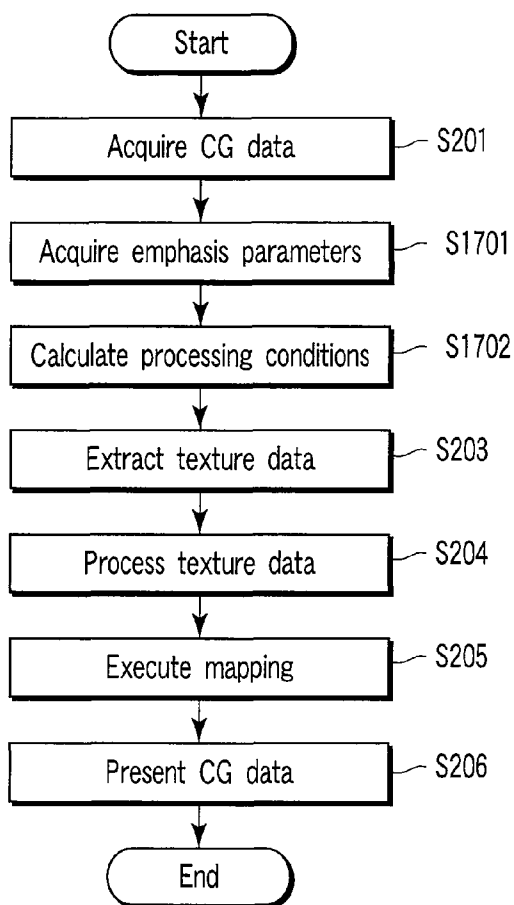 Start
Acquire CG data
S201
Acquire emphasis parameters
S1701
Calculate processing conditions
S1702
Extract texture data
S203
Process texture data
S204
Execute mapping
S205
Present CG data
S206
End